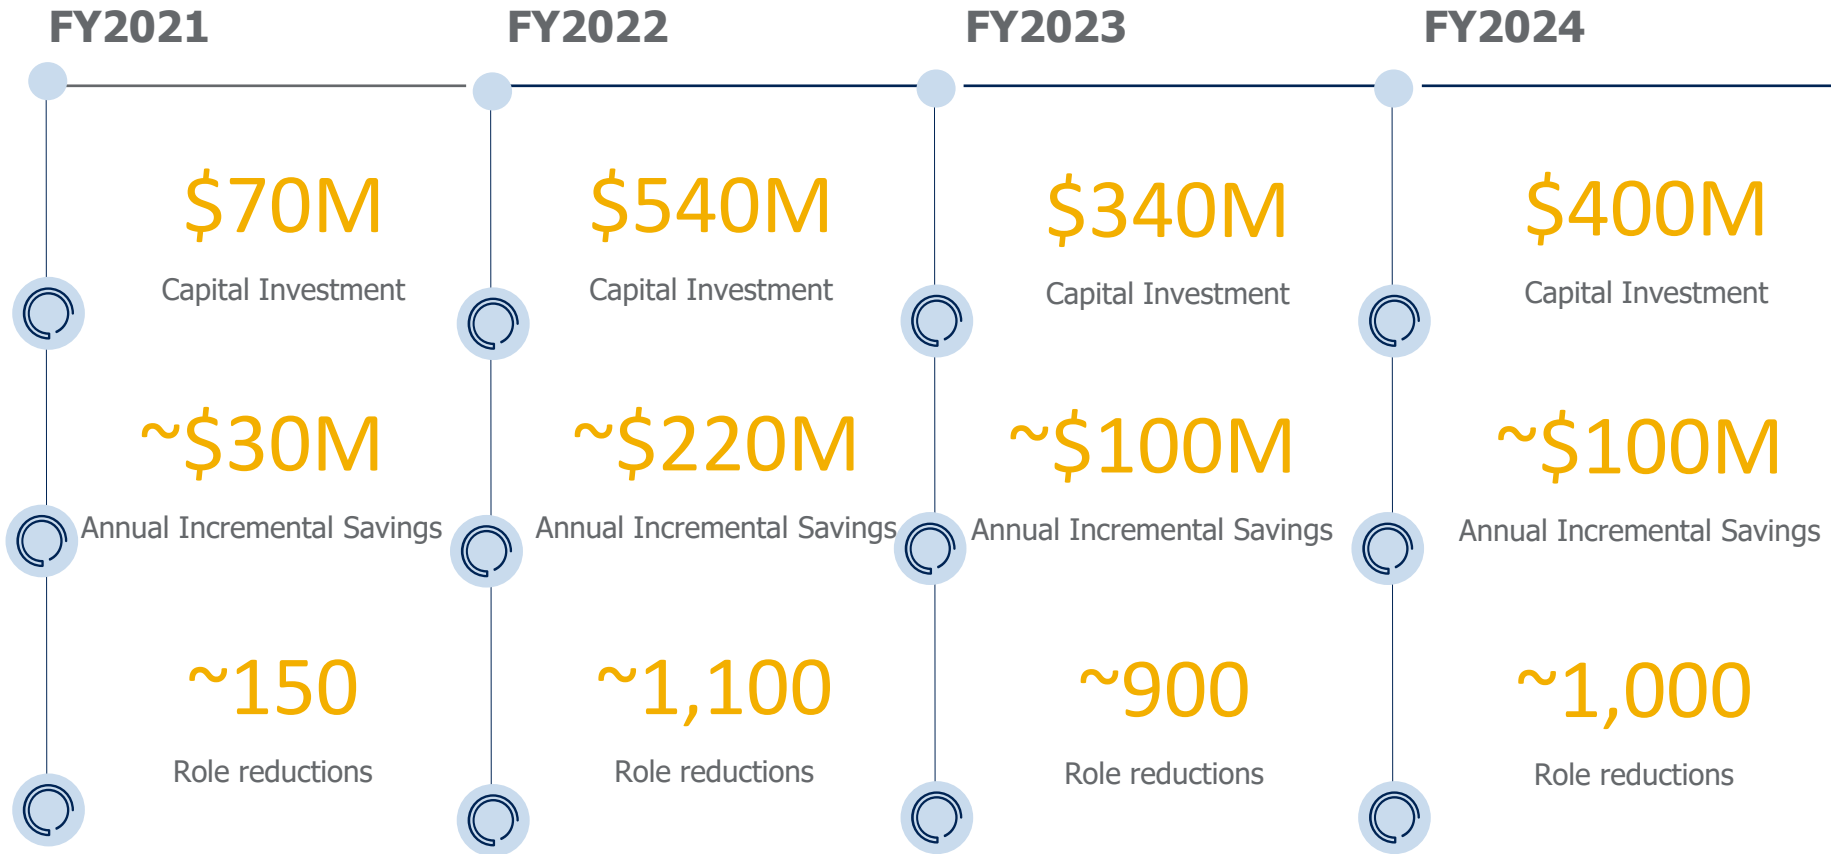 FY2021
FY2022
FY2023
FY2024
$70M
Capital Investment
$540M
Capital Investment
$340M
Capital Investment
$400M
Capital Investment
~$30M
Annual Incremental Savings
~$220M
Annual Incremental Savings
~$100M
Annual Incremental Savings
~$100M
Annual Incremental Savings
~150
Role reductions
~1,100
Role reductions
~900
Role reductions
~1,000
Role reductions